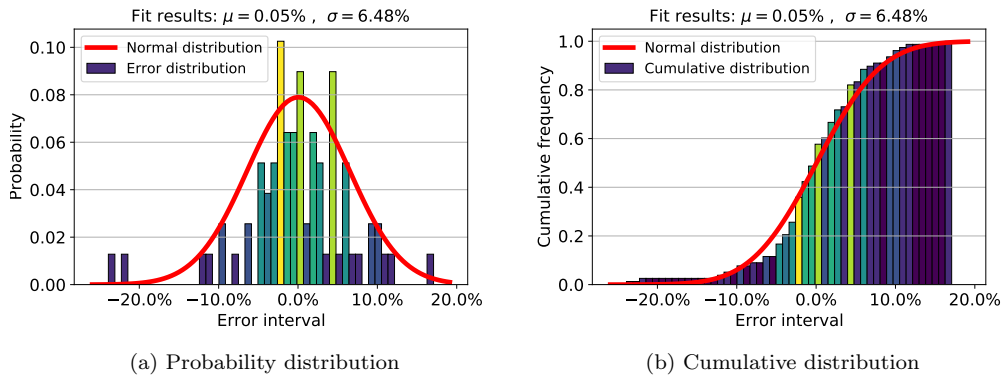 Fit results: μ = 0.05% , σ = 6.48%
Normal distribution
Error distribution
Probability
0.10
0.08
0.06
0.04
0.02
0.00
−20.0% −10.0% 0.0% 10.0% 20.0%
Error interval
(a) Probability distribution
Fit results: μ = 0.05% , σ = 6.48%
Normal distribution
Cumulative distribution
Cumulative frequency
1.0
0.8
0.6
0.4
0.2
0.0
−20.0% −10.0% 0.0% 10.0% 20.0%
Error interval
(b) Cumulative distribution